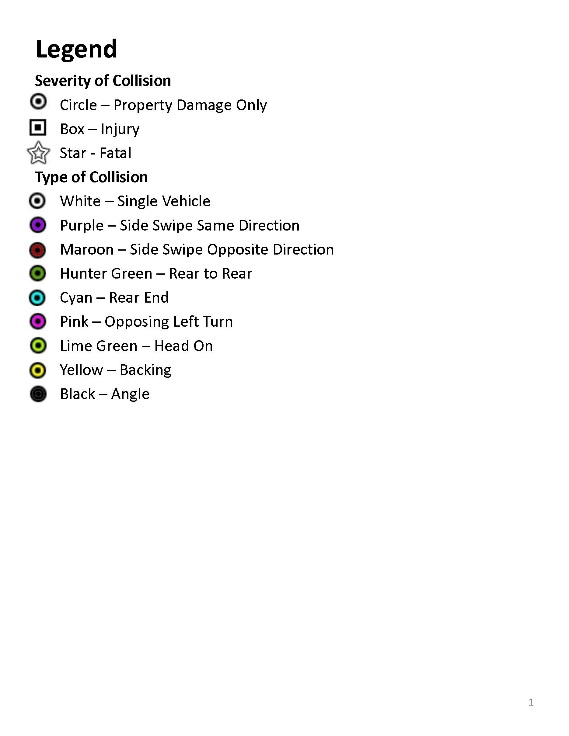 Legend
Severity of Collision
Circle – Property Damage Only
Box – Injury
Star - Fatal
Type of Collision
White – Single Vehicle
Purple – Side Swipe Same Direction
Maroon – Side Swipe Opposite Direction
Hunter Green – Rear to Rear
Cyan – Rear End
Pink – Opposing Left Turn
Lime Green – Head On
Yellow – Backing
Black – Angle
1